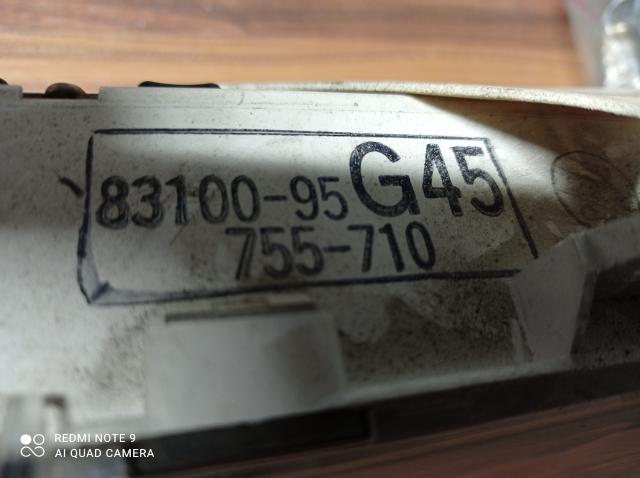 83100-95G45
755-710
REDMI NOTE 9
AI QUAD CAMERA